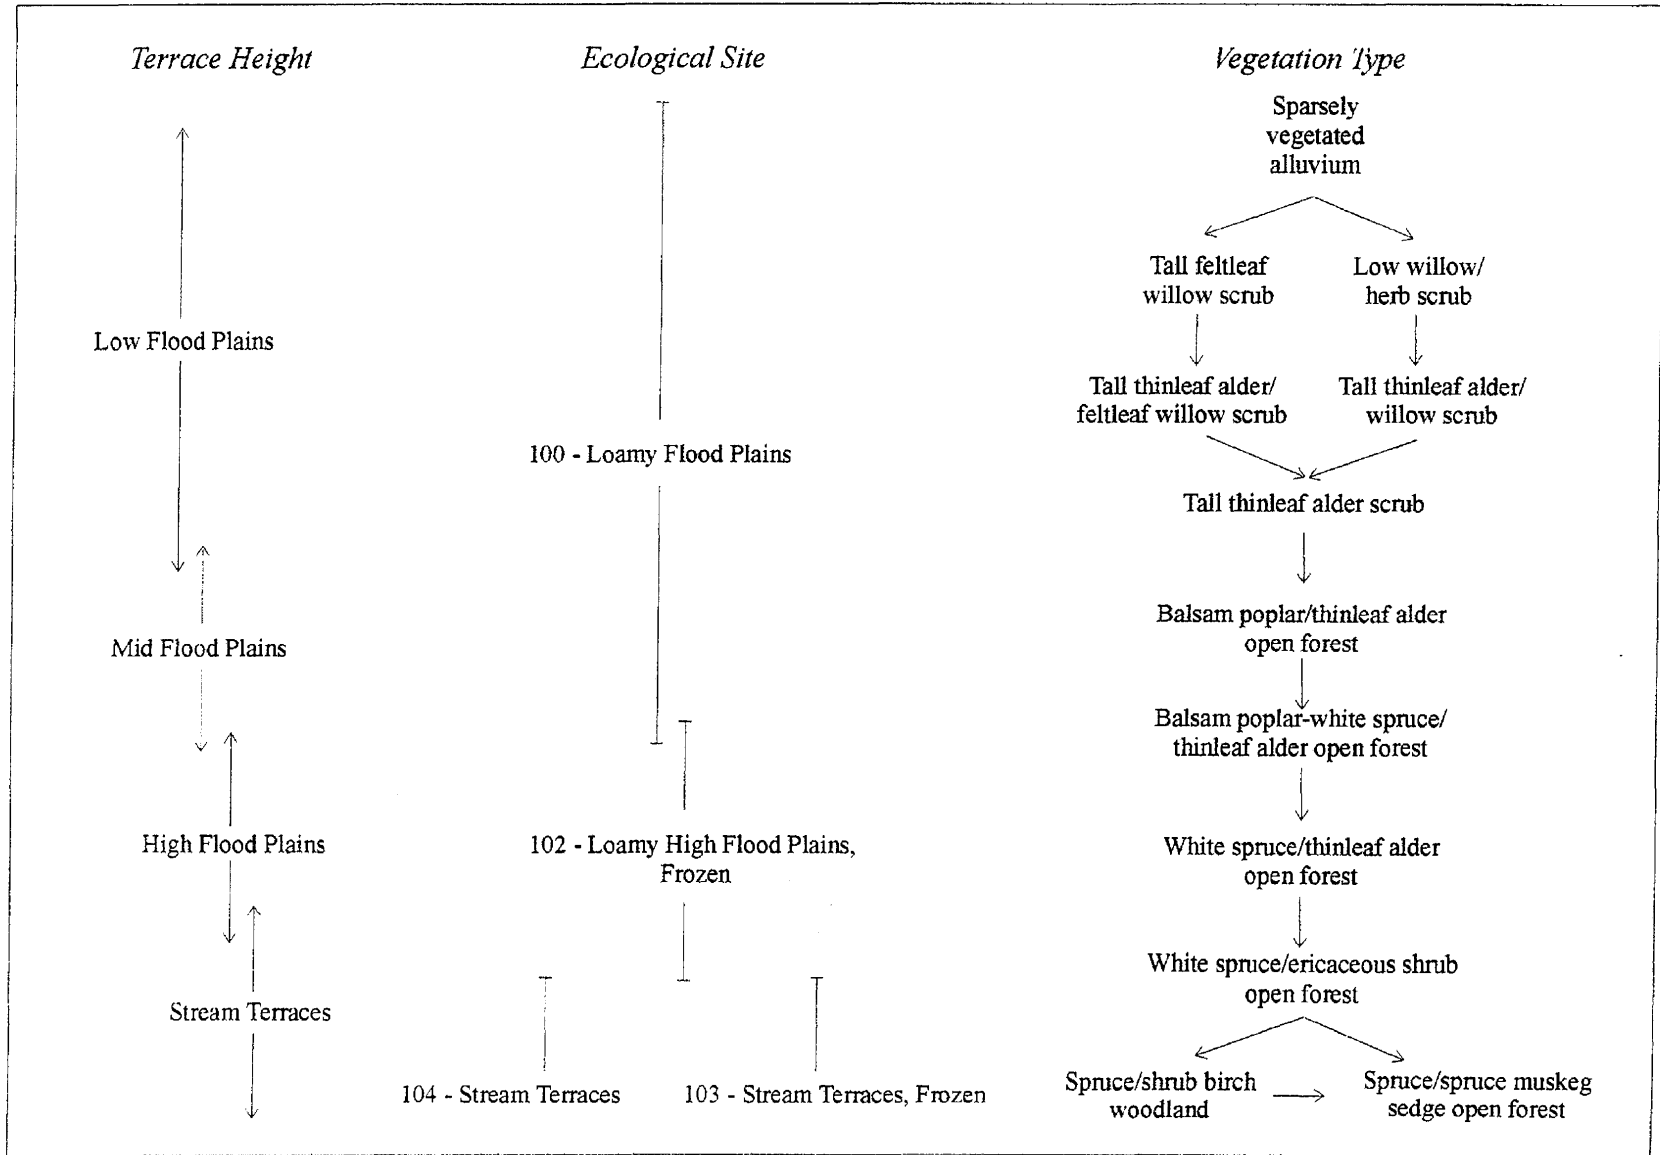 Terrace Height
Ecological Site
Vegetation Type
Sparsely
vegetated
alluvium
Tall feltleaf
willow scrub
Low willow/
herb scrub
Low Flood Plains
Tall thinleaf alder/
feltleaf willow scrub
Tall thinleaf alder/
willow scrub
100 - Loamy Flood Plains
Tall thinleaf alder scrub
Balsam poplar/thinleaf alder
open forest
Mid Flood Plains
Balsam poplar-white spruce/
thinleaf alder open forest
High Flood Plains
102 - Loamy High Flood Plains,
Frozen
White spruce/thinleaf alder
open forest
White spruce/ericaceous shrub
open forest
Stream Terraces
104 - Stream Terraces
103 - Stream Terraces, Frozen
Spruce/shrub birch
woodland
Spruce/spruce muskeg
sedge open forest